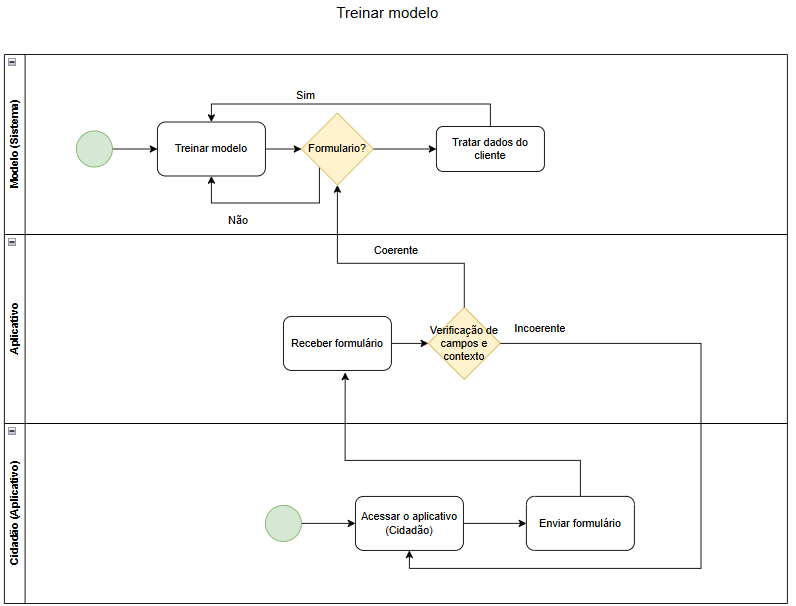 Treinar modelo
Modelo (Sistema)
Sim
Treinar modelo
Formulario?
Tratar dados do
cliente
Não
Aplicativo
Coerente
Receber formulário
Verificação de
campos e
contexto
Incoerente
Cidadão (Aplicativo)
Acessar o aplicativo
(Cidadão)
Enviar formulário